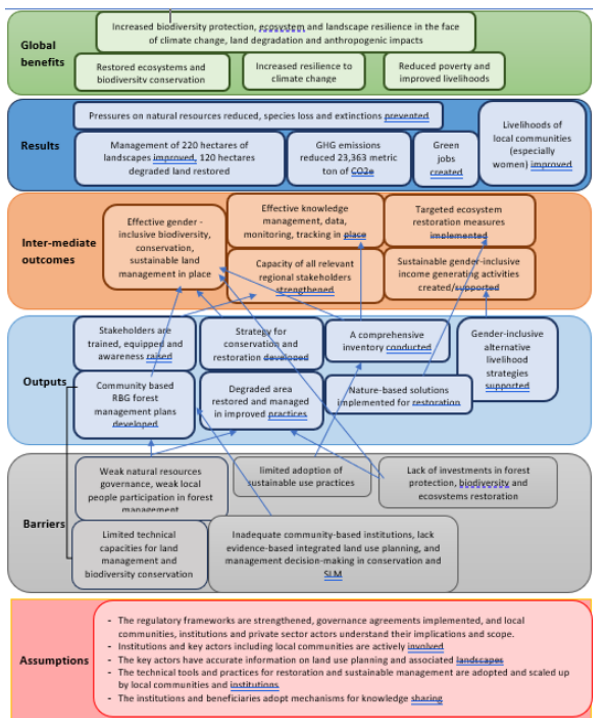 Global
benefits
Increased biodiversity protection, ecosystem and landscape resilience in the face
of climate change, land degradation and anthropogenic impacts
Restored ecosystems and
biodiversity conservation
Increased resilience to
climate change
Reduced poverty and
improved livelihoods
Results
Pressures on natural resources reduced, species loss and extinctions prevented
Livelihoods
of local communities
(especially
women) improved
Management of 220 hectares of
landscapes improved, 120 hectares
degraded land restored
GHG emissions
reduced 23,363 metric
ton of CO2e
Green
jobs
created
Inter-mediate
outcomes
Effective gender -
inclusive biodiversity,
conservation,
sustainable land
management in place
Effective knowledge
management, data,
monitoring, tracking in place
Targeted ecosystem
restoration measures
implemented
Capacity of all relevant
regional stakeholders
strengthened
Sustainable gender-inclusive
income generating activities
created/supported
Outputs
Stakeholders are
trained, equipped and
awareness raised
Strategy for
conservation and
restoration developed
A comprehensive
inventory conducted
Gender-inclusive
alternative
livelihood
strategies
supported
Community based
RBG forest
management plans
developed
Degraded area
restored and managed
in improved practices
Nature-based solutions
implemented for restoration
Barriers
Weak natural resources
governance, weak local
people participation in forest
management
limited adoption of
sustainable use practices
Lack of investments in forest
protection, biodiversity and
ecosystems restoration
Limited technical
capacities for land
management and
biodiversity conservation
Inadequate community-based institutions, lack
evidence-based integrated land use planning, and
management decision-making in conservation and
SLM
Assumptions
- The regulatory frameworks are strengthened, governance agreements implemented, and local
communities, institutions and private sector actors understand their implications and scope.
- Institutions and key actors including local communities are actively involved
- The key actors have accurate information on land use planning and associated landscapes
- The technical tools and practices for restoration and sustainable management are adopted and scaled up
by local communities and institutions
- The institutions and beneficiaries adopt mechanisms for knowledge sharing